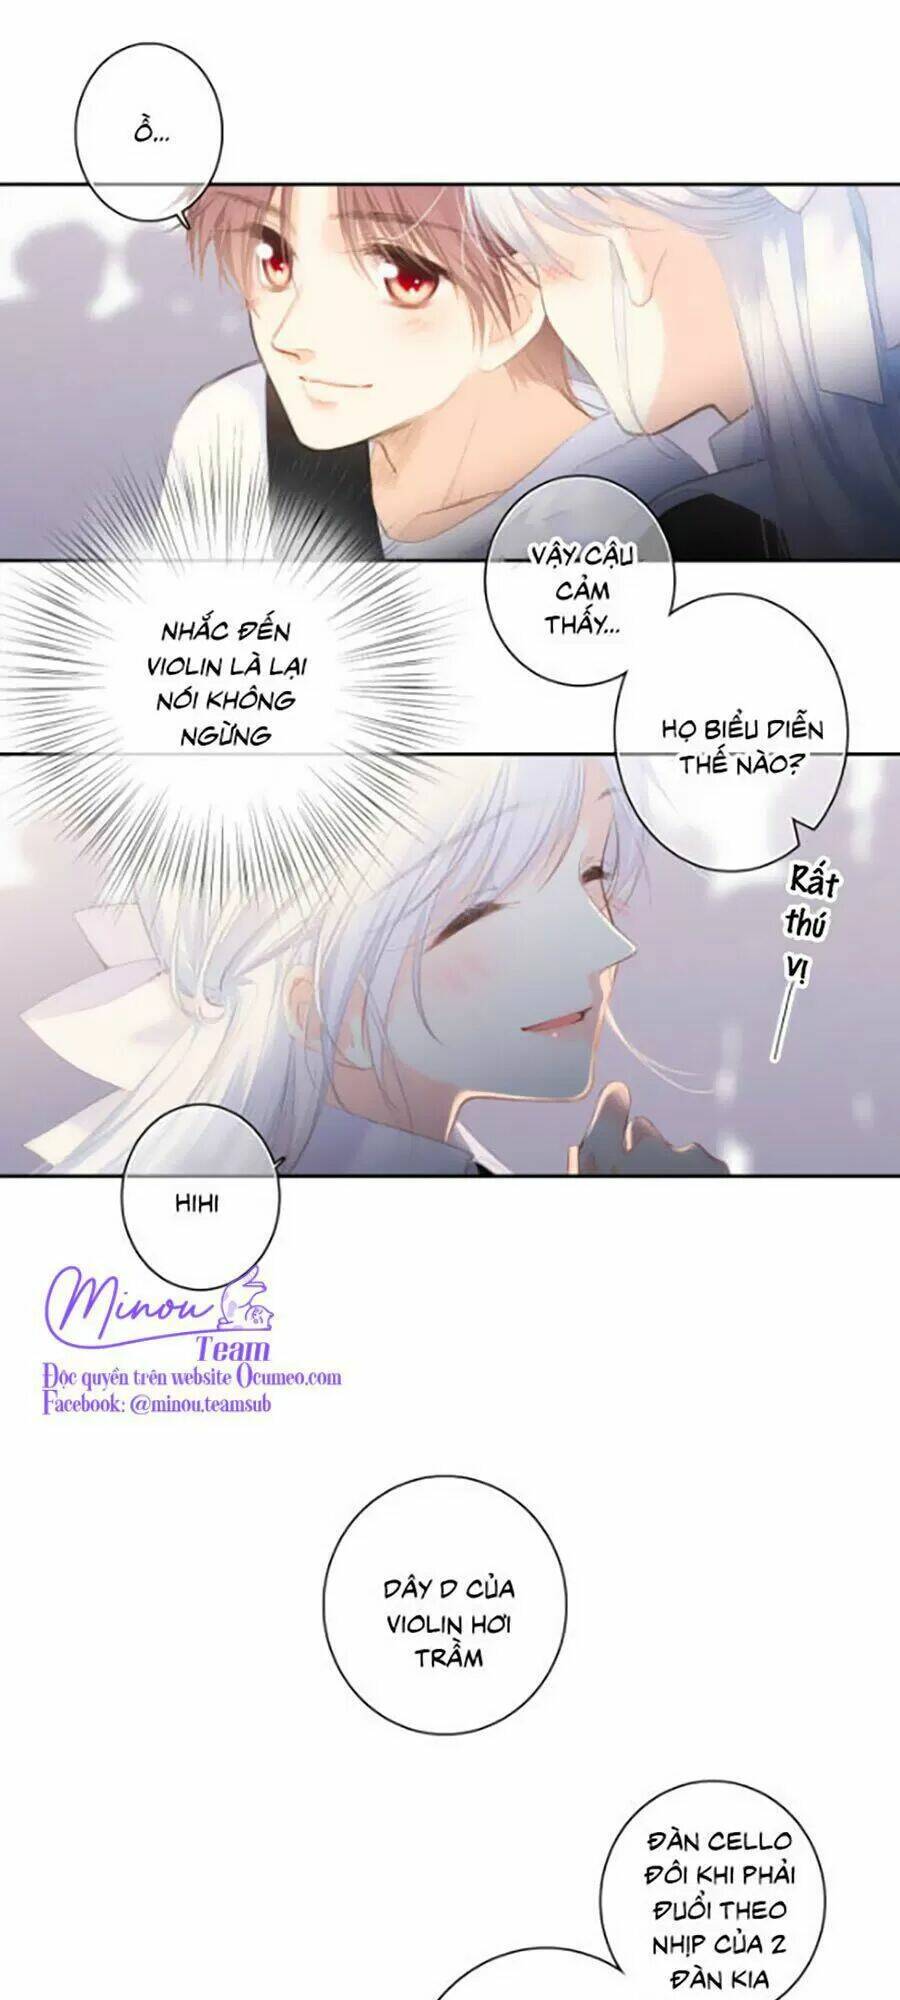 Ồ...
VẬY CẬU
CẢM
THẤY...
NHẮC ĐẾN
VIOLIN LÀ LẠI
NÓI KHÔNG
NGỪNG
HỌ BIỂU DIỄN
THẾ NÀO?
Rất
thú
vị
HIHI
Minou
Team
Độc quyền trên website Ocumeo.com
Facebook: @minou.teamsub
DÂY D CỦA
VIOLIN HƠI
TRẦM
ĐÀN CELLO
ĐÔI KHI PHẢI
ĐUỔI THEO
NHỊP CỦA 2
ĐÀN KIA